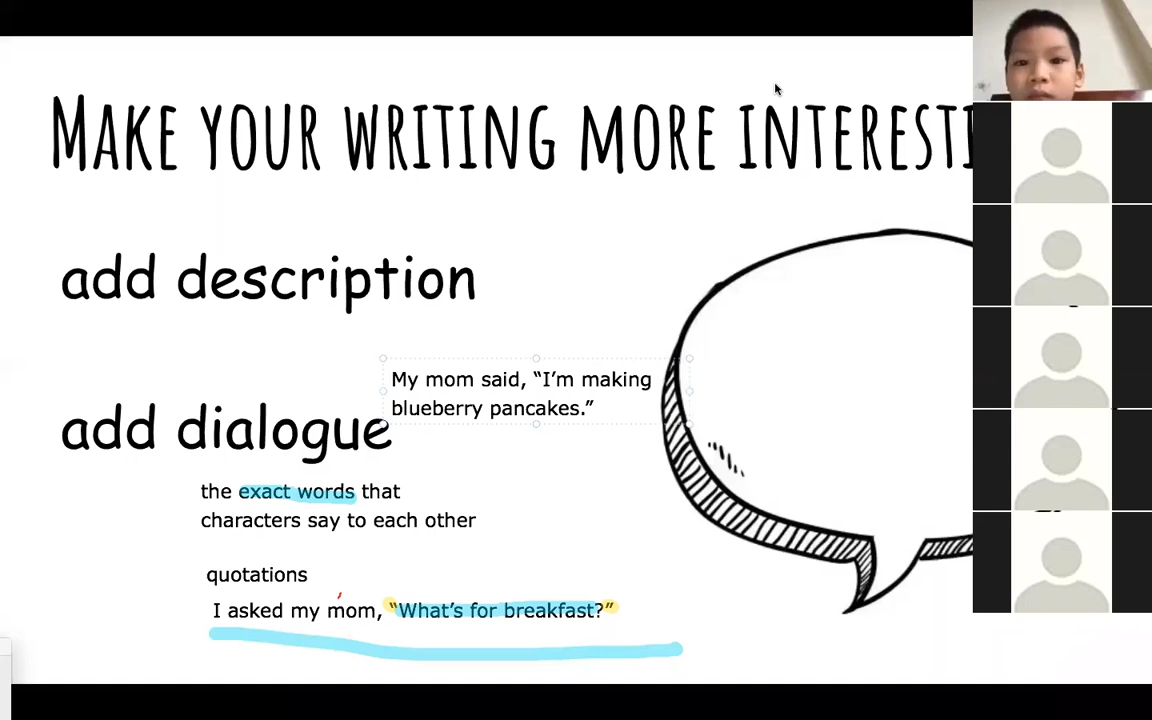 MAKE YOUR WRITING MORE INTERESTI
add description
My mom said, “I’m making
blueberry pancakes.”
add dialogue
the exact words that
characters say to each other
quotations
I asked my mom, “What’s for breakfast?”